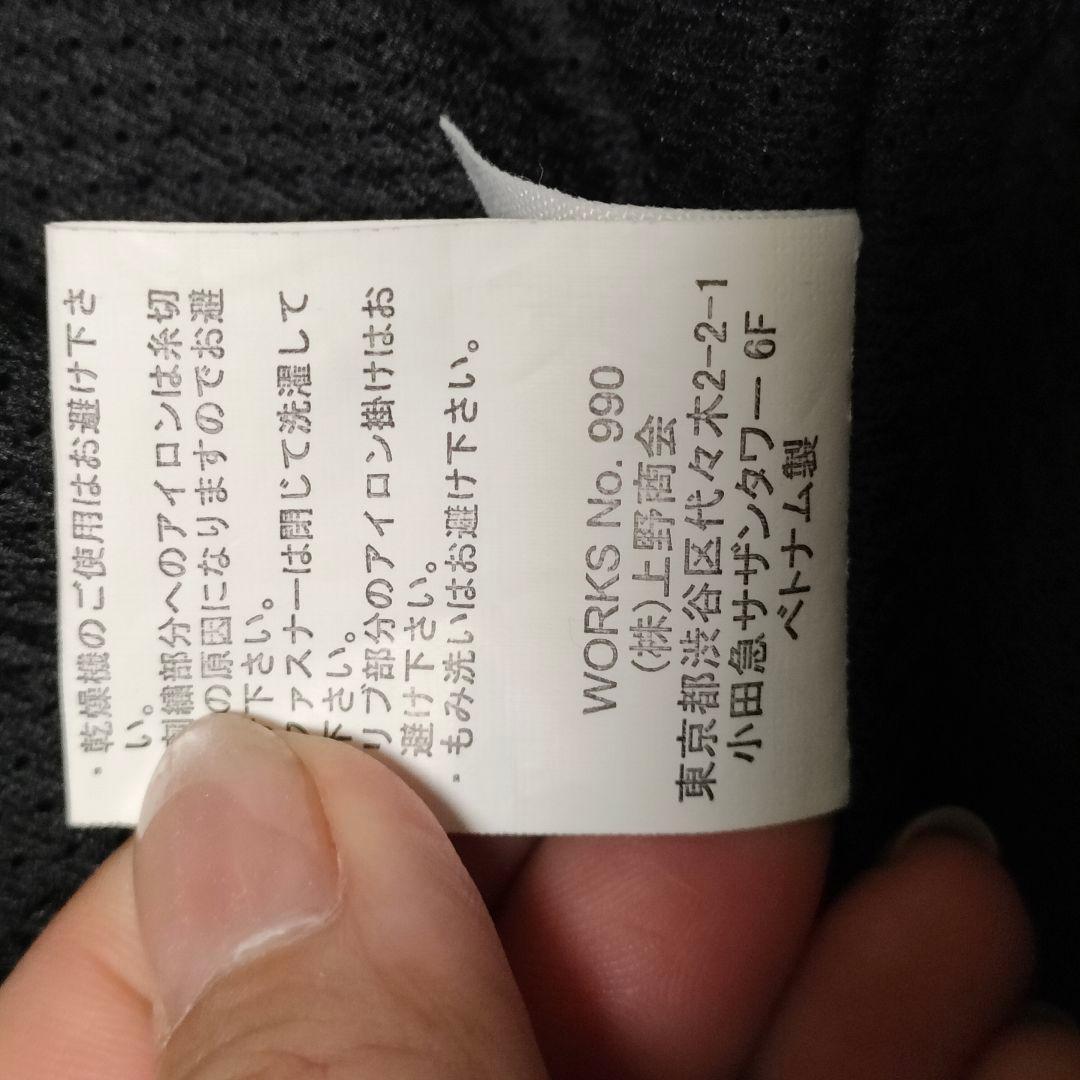 ・乾燥機のご使用はお避け下さ
い。
刺繍部分へのアイロンは糸切
の原因になりますのでお避
下さい。
ファスナーは閉じて洗濯して
下さい。
リブ部分のアイロン掛けはお
避け下さい。
・もみ洗いはお避け下さい。
WORKS No. 990
(株)上野商会
東京都渋谷区代々木2-2-1
小田急サザンタワー 6F
ベトナム製